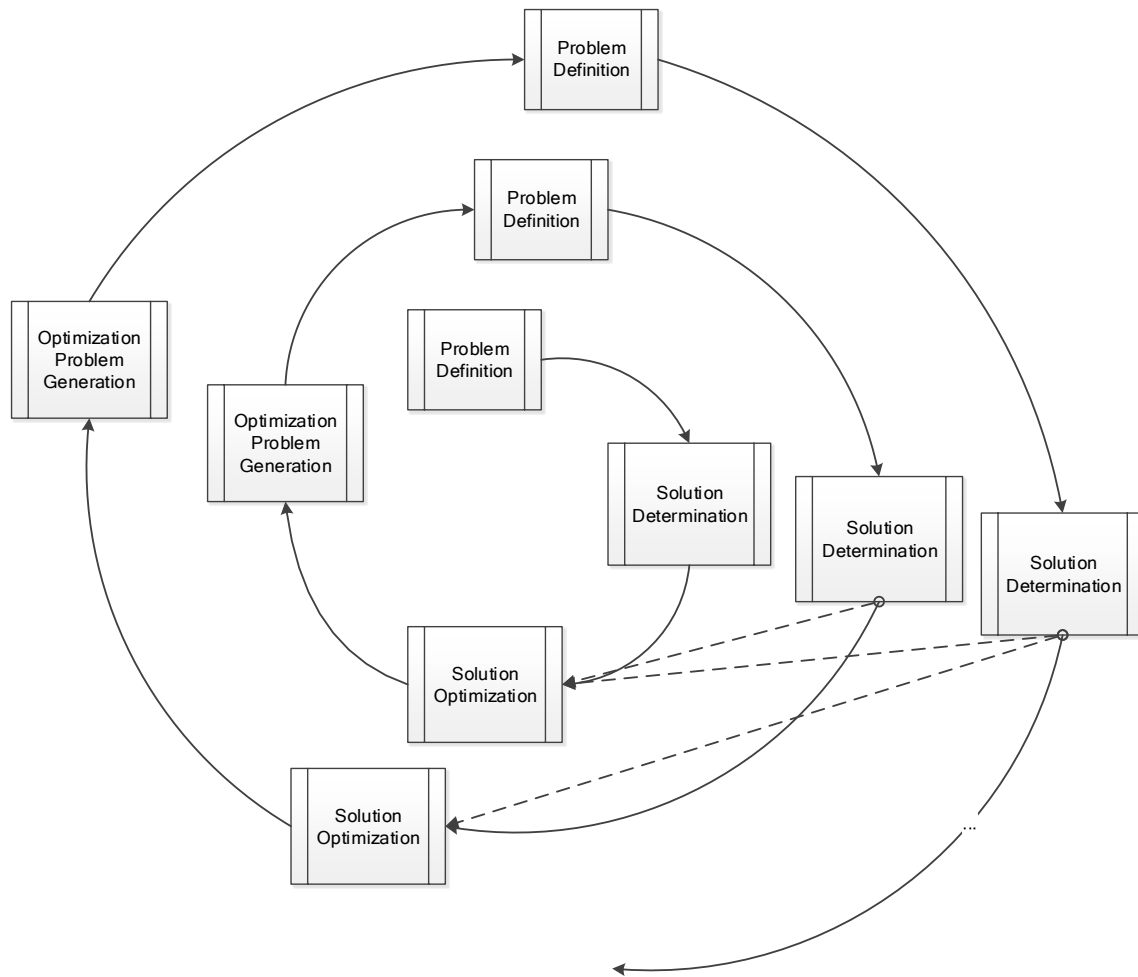 Problem
Definition
Problem
Definition
Optimization
Problem
Generation
Problem
Definition
Optimization
Problem
Generation
Solution
Determination
Solution
Determination
Solution
Determination
Solution
Optimization
Solution
Optimization
...